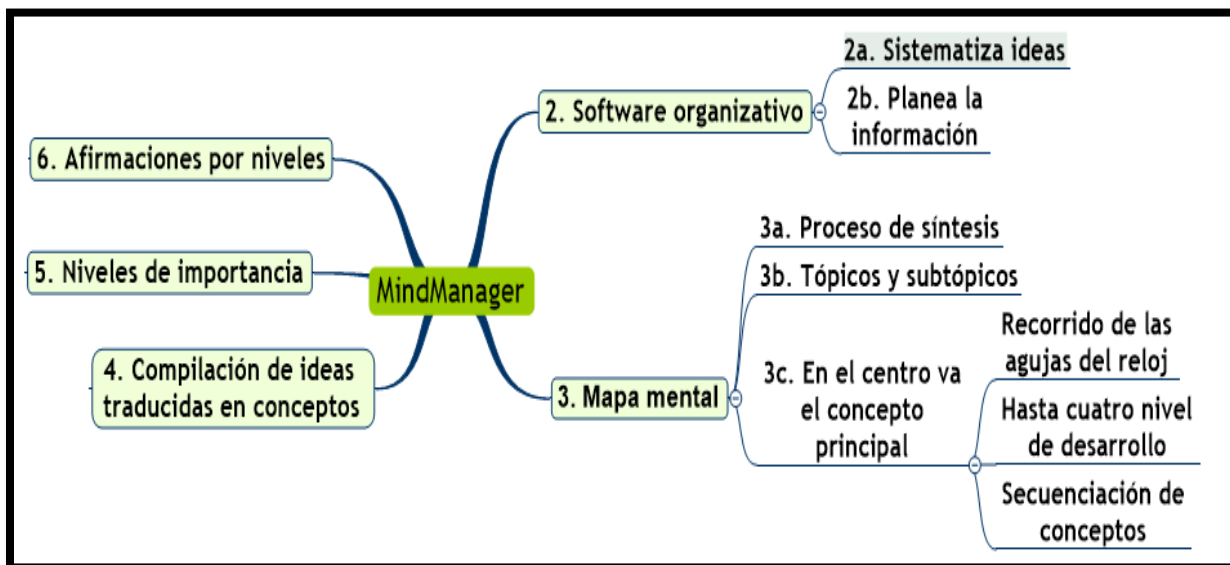 MindManager
2. Software organizativo
2a. Sistematiza ideas
2b. Planea la
información
3. Mapa mental
3a. Proceso de síntesis
3b. Tópicos y subtópicos
3c. En el centro va
el concepto
principal
Recorrido de las
agujas del reloj
Hasta cuatro nivel
de desarrollo
Secuenciación de
conceptos
4. Compilación de ideas
traducidas en conceptos
5. Niveles de importancia
6. Afirmaciones por niveles